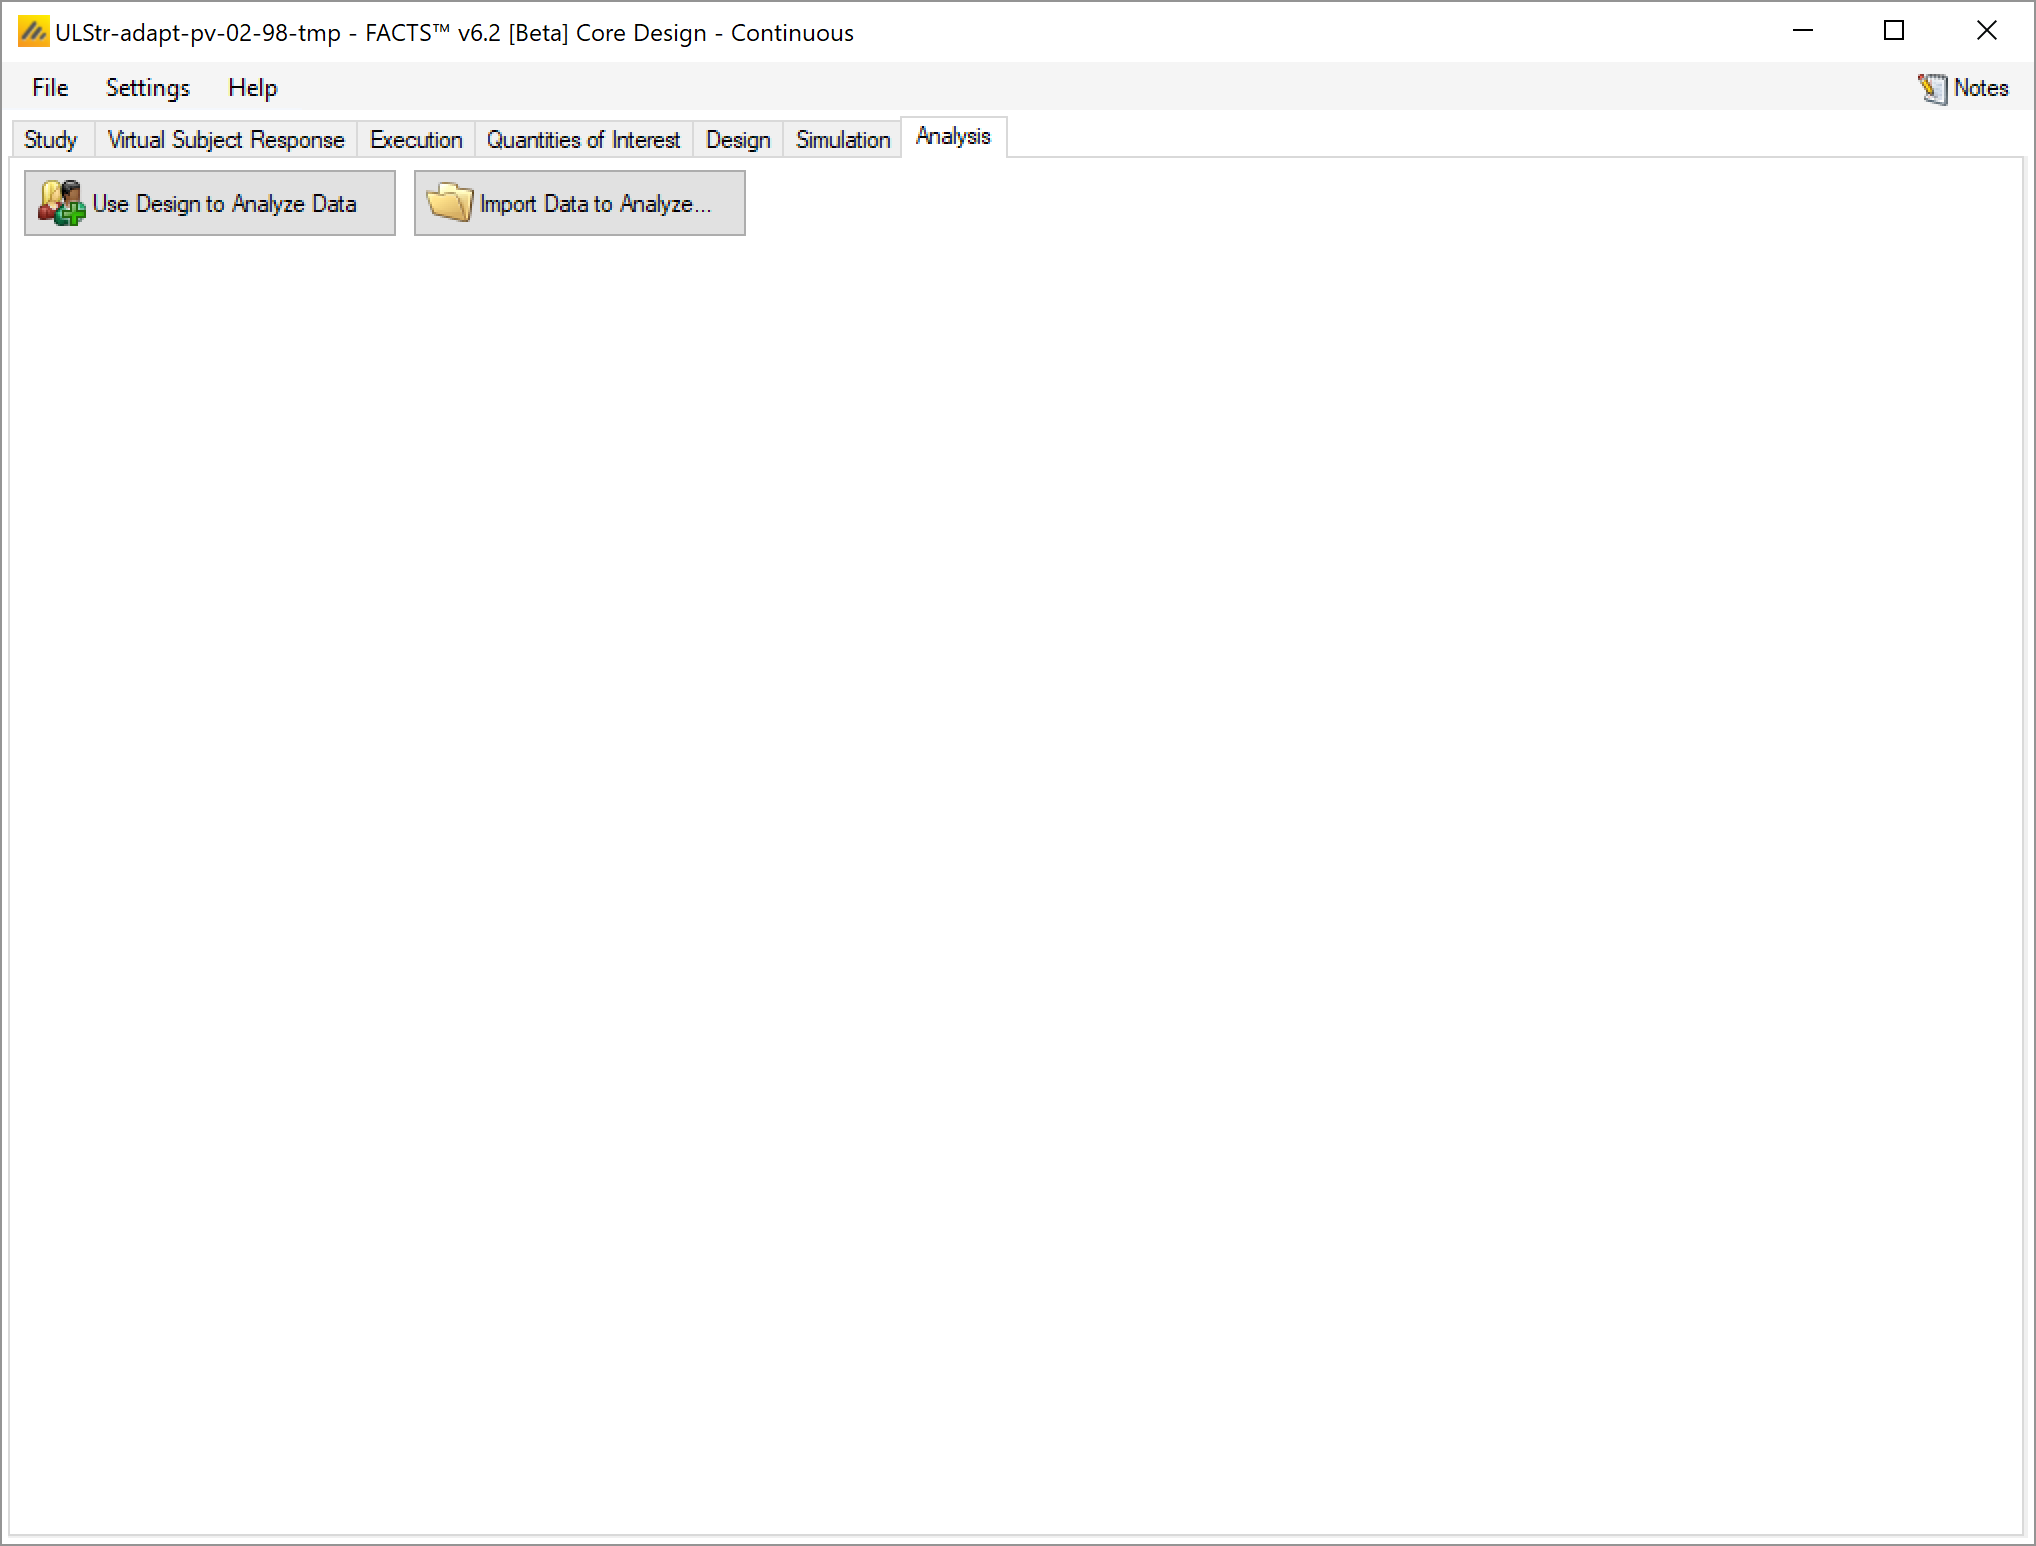 ULStr-adapt-pv-02-98-tmp - FACTS™ v6.2 [Beta] Core Design - Continuous
File Settings Help Notes
Study Virtual Subject Response Execution Quantities of Interest Design Simulation Analysis
Use Design to Analyze Data Import Data to Analyze...